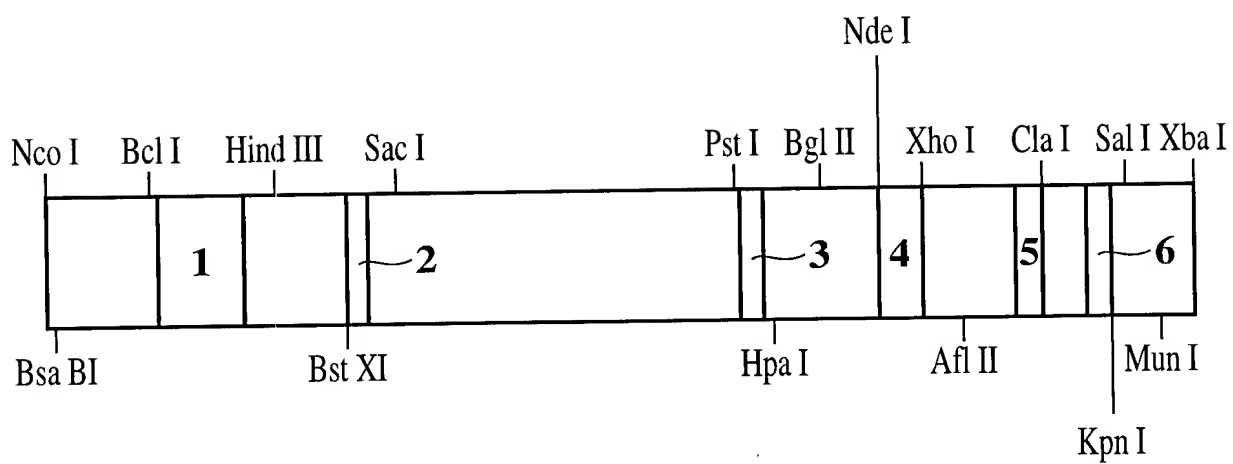 Nde I
Nco I Bcl I Hind III Sac I Pst I Bgl II Xho I Cla I Sal I Xba I
1 2 3 4 5 6
Bsa BI Bst XI Hpa I Afl II Mun I
Kpn I